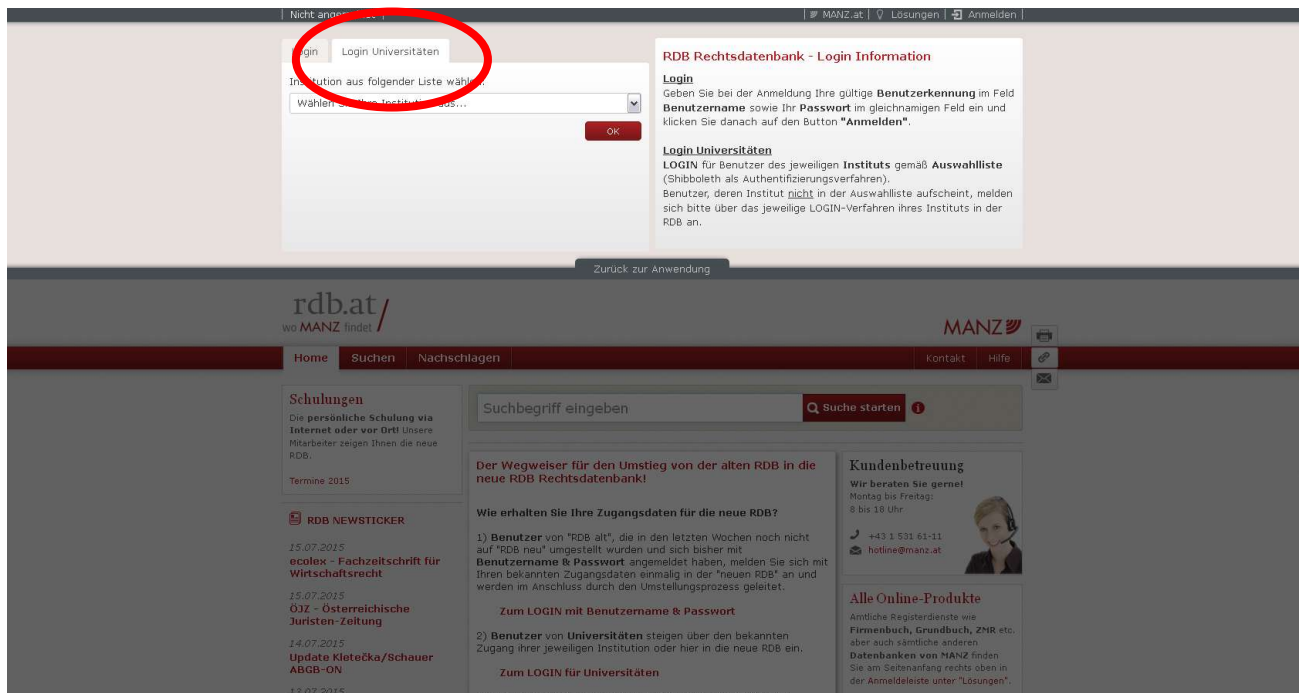 Nicht
MANZ.at | Lösungen | Anmelden |
Login Universitäten
Institution aus folgender Liste wählen:
Wählen
OK
RDB Rechtsdatenbank - Login Information
Login
Geben Sie bei der Anmeldung Ihre gültige Benutzerkennung im Feld
Benutzername sowie Ihr Passwort im gleichnamigen Feld ein und
klicken Sie danach auf den Button "Anmelden".
Login Universitäten
LOGIN für Benutzer des jeweiligen Instituts gemäß Auswahlliste
(Shibboleth als Authentifizierungsverfahren).
Benutzer, deren Institut nicht in der Auswahlliste aufscheint, melden
sich bitte über das jeweilige LOGIN-Verfahren ihres Instituts in der
RDB an.
Zurück zur Anwendung
rdb.at/
wo MANZ findet
MANZ
Home Suchen Nachschlagen
Kontakt Hilfe
Schulungen
Die persönliche Schulung via
Internet oder vor Ort! Unsere
Mitarbeiter zeigen Ihnen die neue
RDB.
Termine 2015
RDB NEWSTICKER
15.07.2015
ecolex - Fachzeitschrift für
Wirtschaftsrecht
15.07.2015
ÖJZ - Österreichische
Juristen-Zeitung
14.07.2015
Update Kletečka/Schauer
ABGB-ON
13.07.2015
Suchbegriff eingeben
Suche starten
Der Wegweiser für den Umstieg von der alten RDB in die
neue RDB Rechtsdatenbank!
Wie erhalten Sie Ihre Zugangsdaten für die neue RDB?
1) Benutzer von "RDB alt", die in den letzten Wochen noch nicht
auf "RDB neu" umgestellt wurden und sich bisher mit
Benutzername & Passwort angemeldet haben, melden Sie sich mit
Ihren bekannten Zugangsdaten einmalig in der "neuen RDB" an und
werden im Anschluss durch den Umstellungsprozess geleitet.
Zum LOGIN mit Benutzername & Passwort
2) Benutzer von Universitäten steigen über den bekannten
Zugang ihrer jeweiligen Institution oder hier in die neue RDB ein.
Zum LOGIN für Universitäten
Kundenbetreuung
Wir beraten Sie gerne!
Montag bis Freitag:
8 bis 18 Uhr
+43 1 531 61-11
hotline@manz.at
Alle Online-Produkte
Amtliche Registerdienste wie
Firmenbuch, Grundbuch, ZMR etc.
aber auch sämtliche anderen
Datenbanken von MANZ finden
Sie am Seitenanfang rechts oben in
der Anmeldeleiste unter "Lösungen".